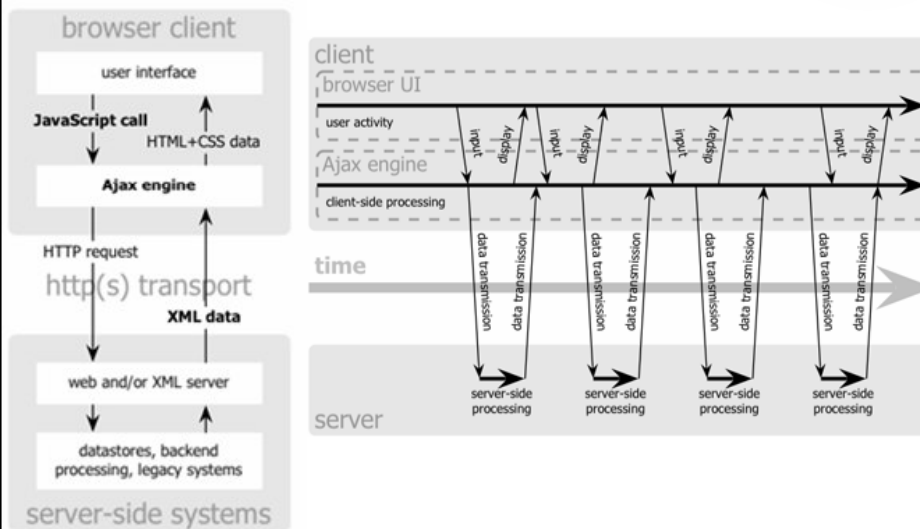 browser client
user interface
JavaScript call
HTML+CSS data
Ajax engine
HTTP request
http(s) transport
XML data
web and/or XML server
datastores, backend
processing, legacy systems
server-side systems
client
browser UI
user activity
input
display
input
display
input
display
input
display
Ajax engine
client-side processing
data transmission
data transmission
data transmission
data transmission
data transmission
data transmission
data transmission
data transmission
time
server-side
processing
server-side
processing
server-side
processing
server-side
processing
server